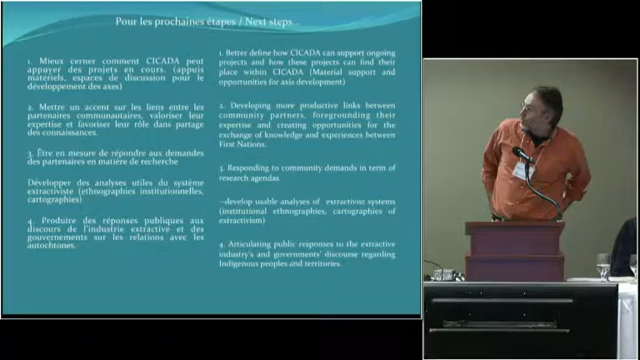 Pour les prochaines étapes / Next steps...
1. Mieux cerner comment CICADA peut
appuyer des projets en cours. (appuis
matériels, espaces de discussion pour le
développement des axes)
2. Mettre un accent sur les liens entre les
partenaires communautaires, valoriser leur
expertise et favoriser leur rôle dans partage
des connaissances.
3. Être en mesure de répondre aux demandes
des partenaires en matière de recherche
Développer des analyses utiles du système
extractiviste (ethnographies institutionnelles,
cartographies)
4. Produire des réponses publiques aux
discours de l'industrie extractive et des
gouvernements sur les relations avec les
autochtones.
1. Better define how CICADA can support ongoing
projects and how these projects can find their
place within CICADA (Material support and
opportunities for axis development)
2. Developing more productive links between
community partners, foregrounding their
expertise and creating opportunities for the
exchange of knowledge and experiences between
First Nations.
3. Responding to community demands in term of
research agendas
--develop usable analyses of extractivist systems
(institutional ethnographies, cartographies of
extractivism)
4. Articulating public responses to the extractive
industry's and governments' discourse regarding
Indigenous peoples and territories.